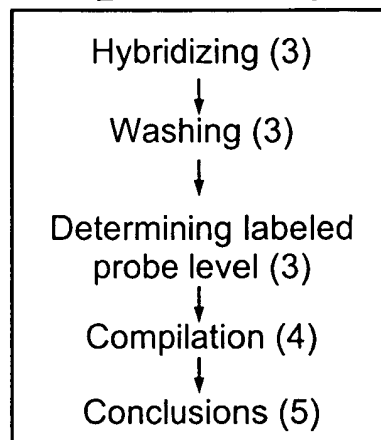 Hybridizing (3)
Washing (3)
Determining labeled
probe level (3)
Compilation (4)
Conclusions (5)